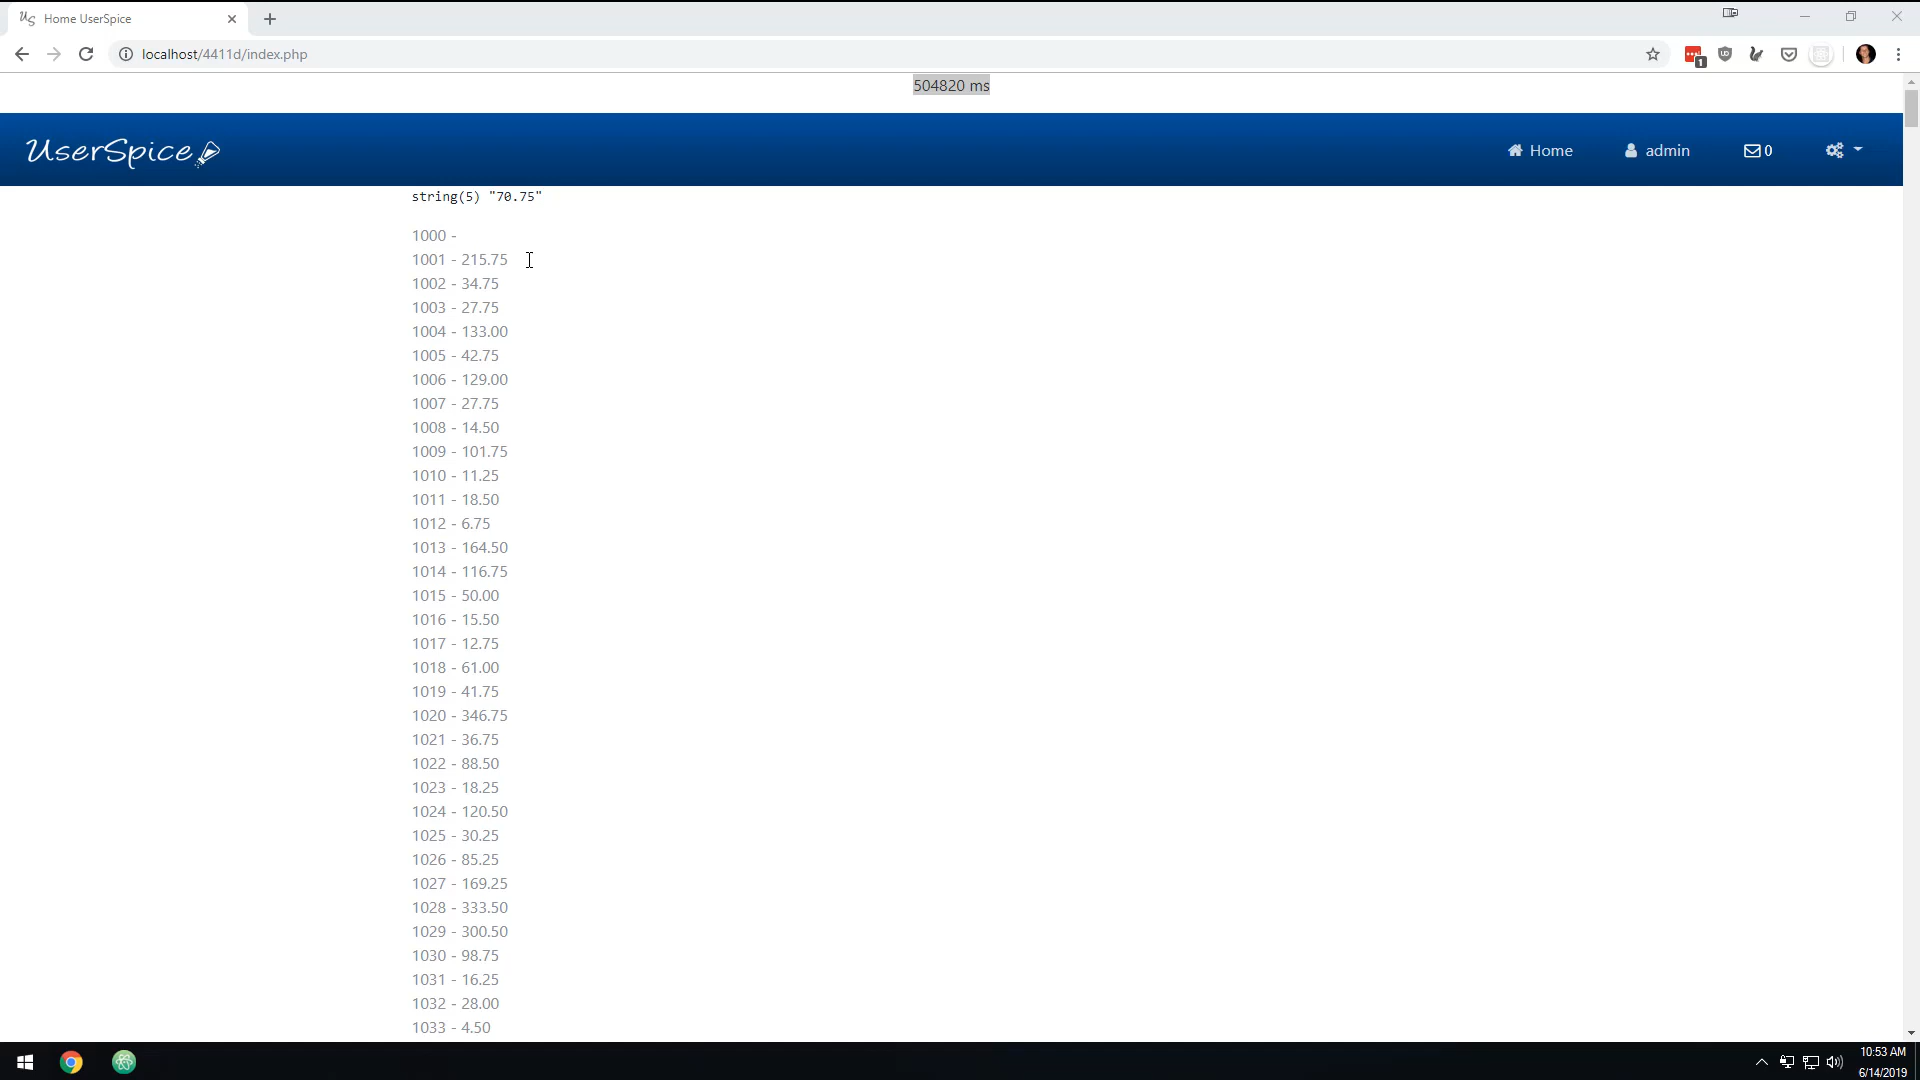 Home UserSpice
localhost/4411d/index.php
1
504820 ms
UserSpice
Home
admin
0
string(5) "70.75"
1000 -
1001 - 215.75
1002 - 34.75
1003 - 27.75
1004 - 133.00
1005 - 42.75
1006 - 129.00
1007 - 27.75
1008 - 14.50
1009 - 101.75
1010 - 11.25
1011 - 18.50
1012 - 6.75
1013 - 164.50
1014 - 116.75
1015 - 50.00
1016 - 15.50
1017 - 12.75
1018 - 61.00
1019 - 41.75
1020 - 346.75
1021 - 36.75
1022 - 88.50
1023 - 18.25
1024 - 120.50
1025 - 30.25
1026 - 85.25
1027 - 169.25
1028 - 333.50
1029 - 300.50
1030 - 98.75
1031 - 16.25
1032 - 28.00
1033 - 4.50
10:53 AM
6/14/2019